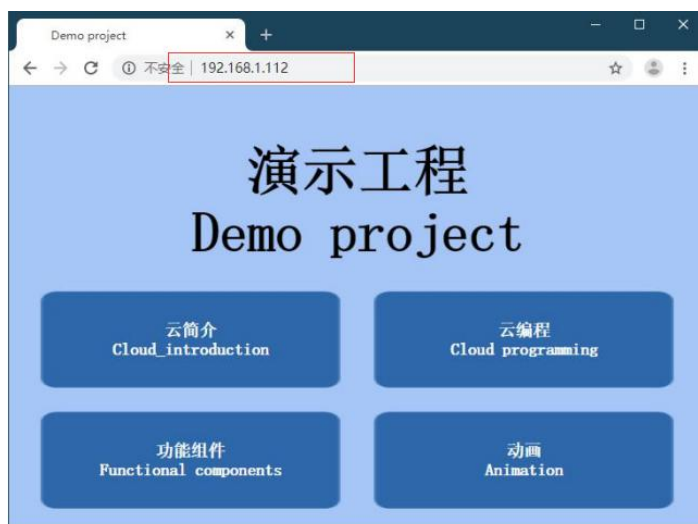 Demo project
不安全 192.168.1.112
演示工程
Demo project
云简介
Cloud_introduction
云编程
Cloud programming
功能组件
Functional components
动画
Animation